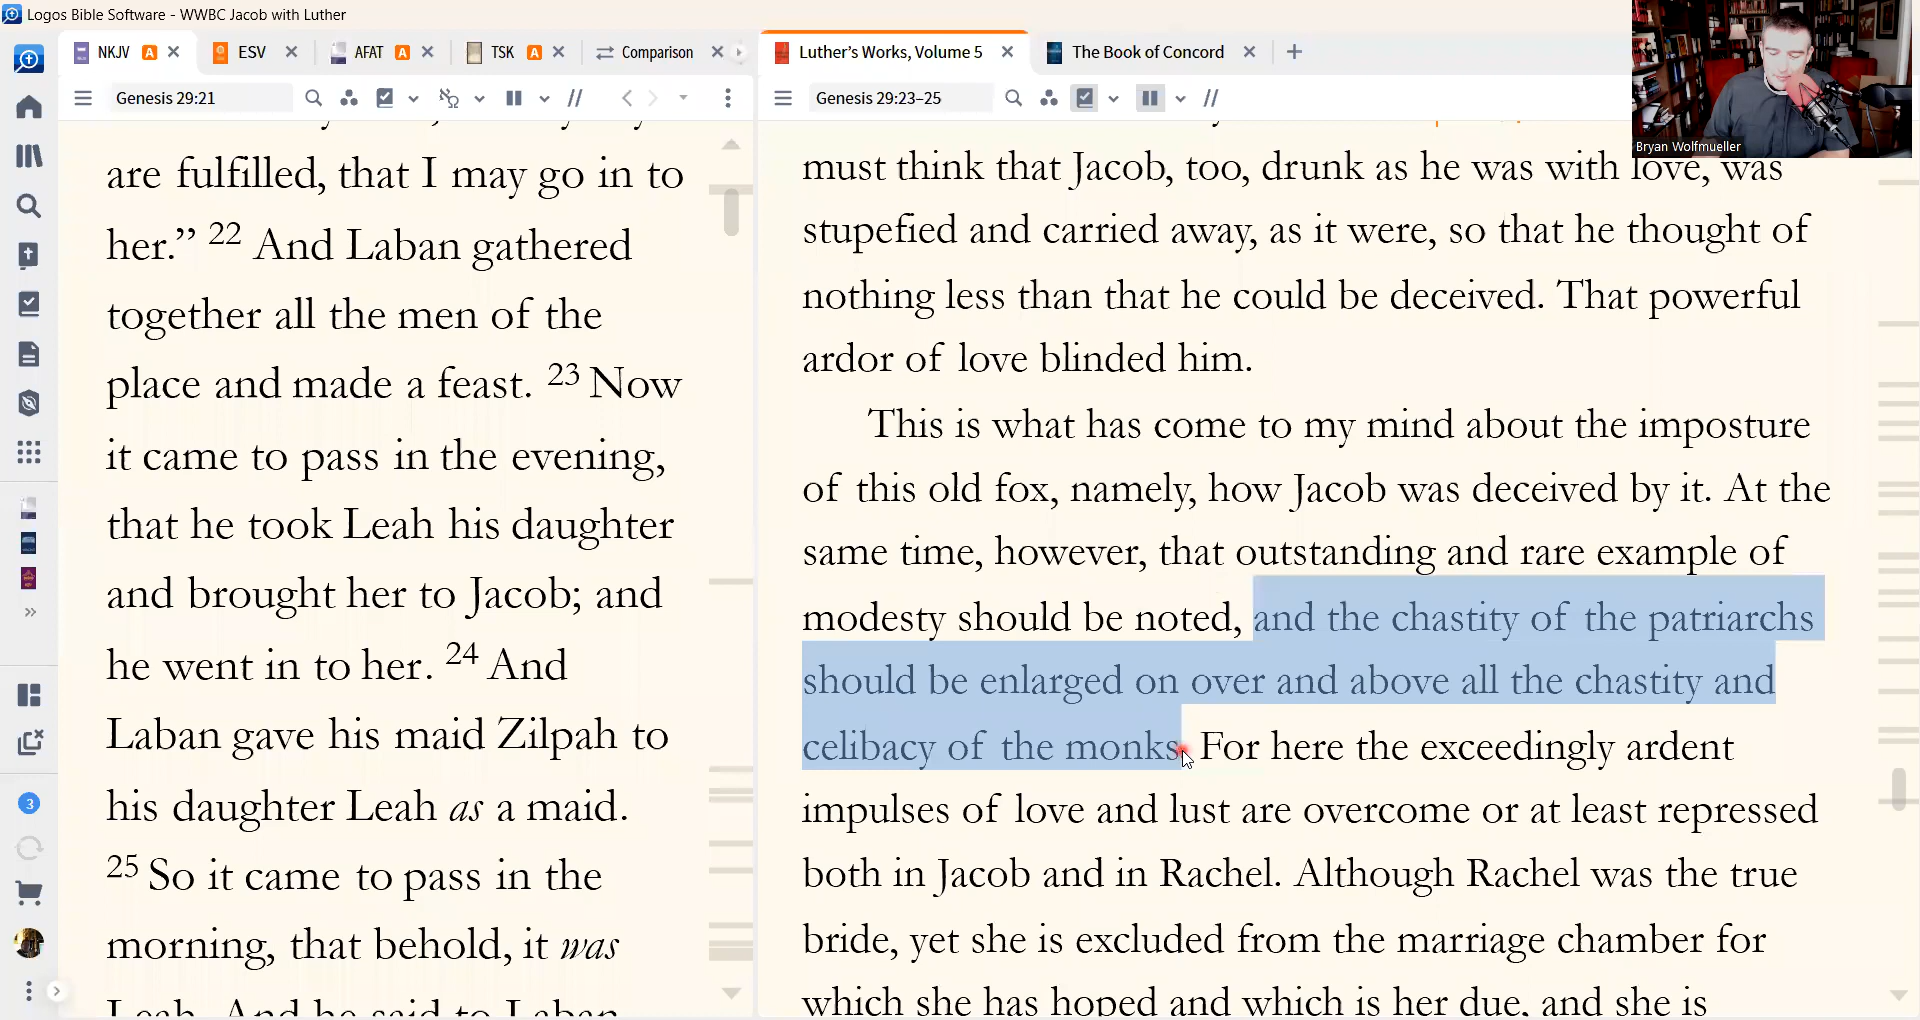 Logos Bible Software - WWBC Jacob with Luther
NKJV A
ESV
AFAT A
TSK A
Comparison
Genesis 29:21
are fulfilled, that I may go in to
her.” 22 And Laban gathered
together all the men of the
place and made a feast. 23 Now
it came to pass in the evening,
that he took Leah his daughter
and brought her to Jacob; and
he went in to her. 24 And
Laban gave his maid Zilpah to
his daughter Leah as a maid.
25 So it came to pass in the
morning, that behold, it was
Leah. And he said to Laban
3
Luther’s Works, Volume 5
The Book of Concord
Genesis 29:23–25
Bryan Wolfmueller
must think that Jacob, too, drunk as he was with love, was
stupefied and carried away, as it were, so that he thought of
nothing less than that he could be deceived. That powerful
ardor of love blinded him.
This is what has come to my mind about the imposture
of this old fox, namely, how Jacob was deceived by it. At the
same time, however, that outstanding and rare example of
modesty should be noted, and the chastity of the patriarchs
should be enlarged on over and above all the chastity and
celibacy of the monks. For here the exceedingly ardent
impulses of love and lust are overcome or at least repressed
both in Jacob and in Rachel. Although Rachel was the true
bride, yet she is excluded from the marriage chamber for
which she has hoped and which is her due, and she is